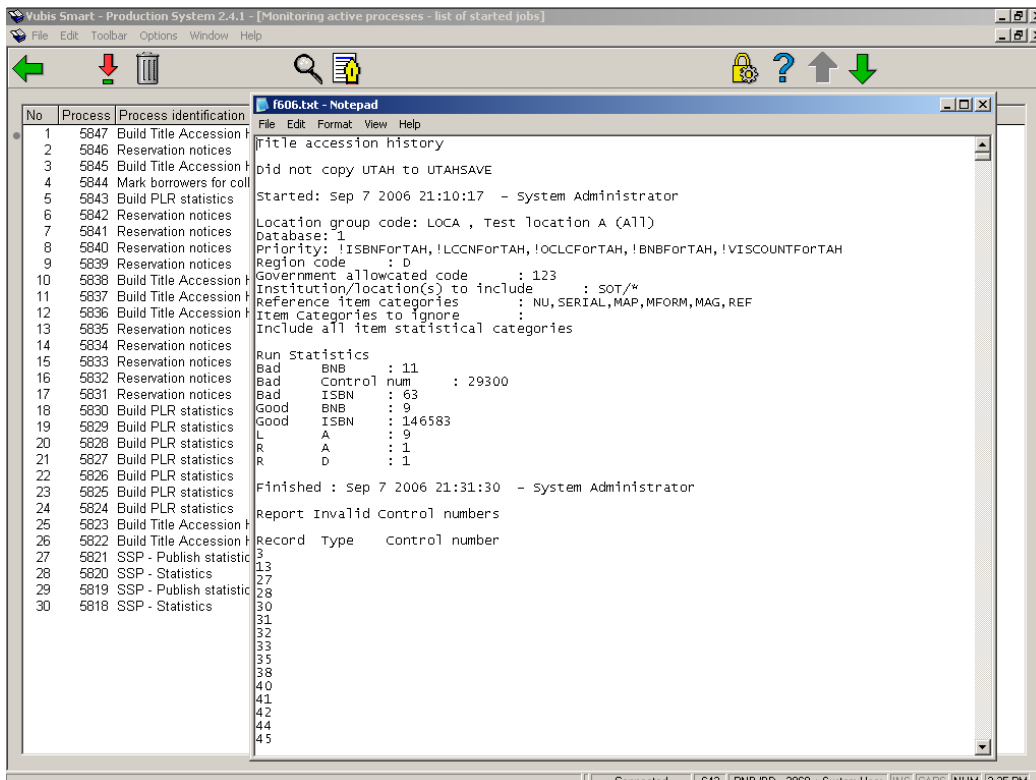 Vubis Smart - Production System 2.4.1 - [Monitoring active processes - list of started jobs]
File Edit Toolbar Options Window Help
No Process Process identification
1 5847 Build Title Accession H
2 5846 Reservation notices
3 5845 Build Title Accession H
4 5844 Mark borrowers for coll
5 5843 Build PLR statistics
6 5842 Reservation notices
7 5841 Reservation notices
8 5840 Reservation notices
9 5839 Reservation notices
10 5838 Build Title Accession H
11 5837 Build Title Accession H
12 5836 Build Title Accession H
13 5835 Reservation notices
14 5834 Reservation notices
15 5833 Reservation notices
16 5832 Reservation notices
17 5831 Reservation notices
18 5830 Build PLR statistics
19 5829 Build PLR statistics
20 5828 Build PLR statistics
21 5827 Build PLR statistics
22 5826 Build PLR statistics
23 5825 Build PLR statistics
24 5824 Build PLR statistics
25 5823 Build Title Accession H
26 5822 Build Title Accession H
27 5821 SSP - Publish statistic
28 5820 SSP - Statistics
29 5819 SSP - Publish statistic
30 5818 SSP - Statistics
f606.txt - Notepad
File Edit Format View Help
Title accession history
Did not copy UTAH to UTAHSAVE
Started: Sep 7 2006 21:10:17 - System Administrator
Location group code: LOCA , Test location A (All)
Database: 1
Priority: !ISBNForTAH,!LCCNForTAH,!OCLCForTAH,!BNBForTAH,!VISCOUNTForTAH
Region code : D
Government allowcated code : 123
Institution/location(s) to include : SOT/*
Reference item categories : NU,SERIAL,MAP,MFORM,MAG,REF
Item Categories to ignore :
Include all item statistical categories
Run Statistics
Bad BNB : 11
Bad Control num : 29300
Bad ISBN : 63
Good BNB : 9
Good ISBN : 146583
L A : 9
R A : 1
R D : 1
Finished : Sep 7 2006 21:31:30 - System Administrator
Report Invalid Control numbers
Record Type Control number
3
13
27
28
30
31
32
33
35
38
40
41
42
44
45